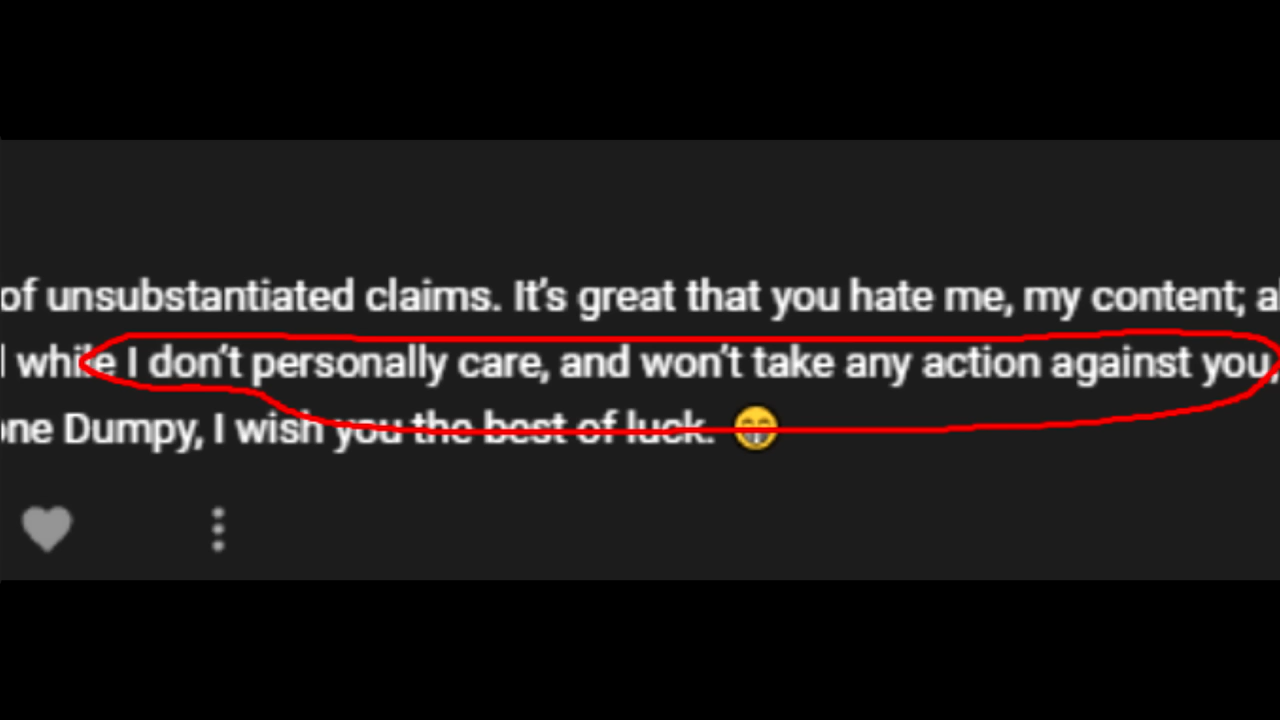 of unsubstantiated claims. It's great that you hate me, my content;
while I don't personally care, and won't take any action against you,
Dumpy, I wish you the best of luck. 😁